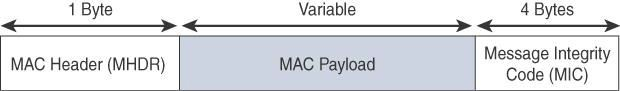 1 Byte
Variable
4 Bytes
MAC Header (MHDR)
MAC Payload
Message Integrity
Code (MIC)